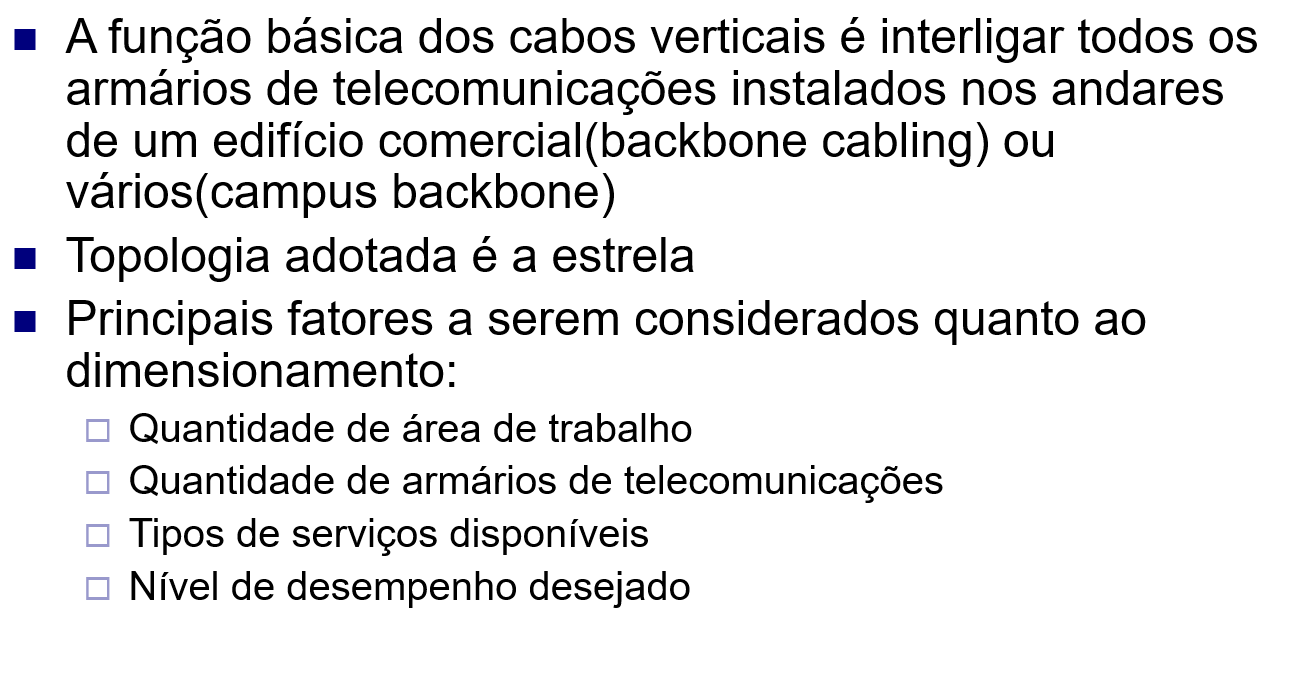 A função básica dos cabos verticais é interligar todos os
armários de telecomunicações instalados nos andares
de um edifício comercial(backbone cabling) ou
vários(campus backbone)
Topologia adotada é a estrela
Principais fatores a serem considerados quanto ao
dimensionamento:
Quantidade de área de trabalho
Quantidade de armários de telecomunicações
Tipos de serviços disponíveis
Nível de desempenho desejado